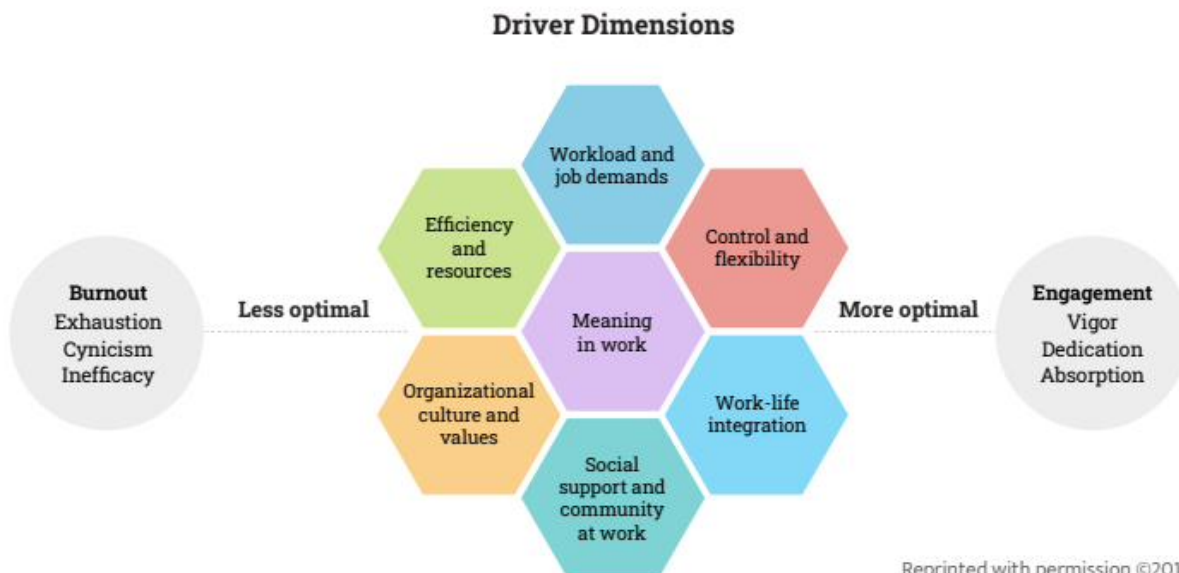 Driver Dimensions
Workload and
job demands
Efficiency
and
resources
Control and
flexibility
Burnout
Exhaustion
Cynicism
Inefficacy
Less optimal
Meaning
in work
More optimal
Engagement
Vigor
Dedication
Absorption
Organizational
culture and
values
Work-life
integration
Social
support and
community
at work
Reprinted with permission ©201